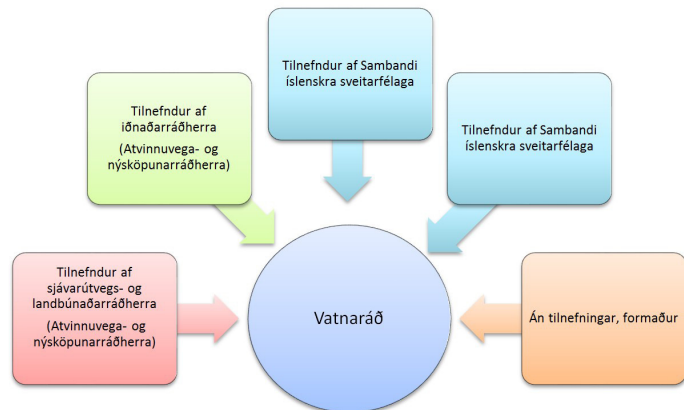 Tilnefndur af
sjávarútvegs- og
landbúnaðarráðherra
(Atvinnuvega- og
nýsköpunarráðherra)
Tilnefndur af
iðnaðarráðherra
(Atvinnuvega- og
nýsköpunarráðherra)
Tilnefndur af Sambandi
íslenskra sveitarfélaga
Tilnefndur af Sambandi
íslenskra sveitarfélaga
Án tilnefningar, formaður
Vatnaráð